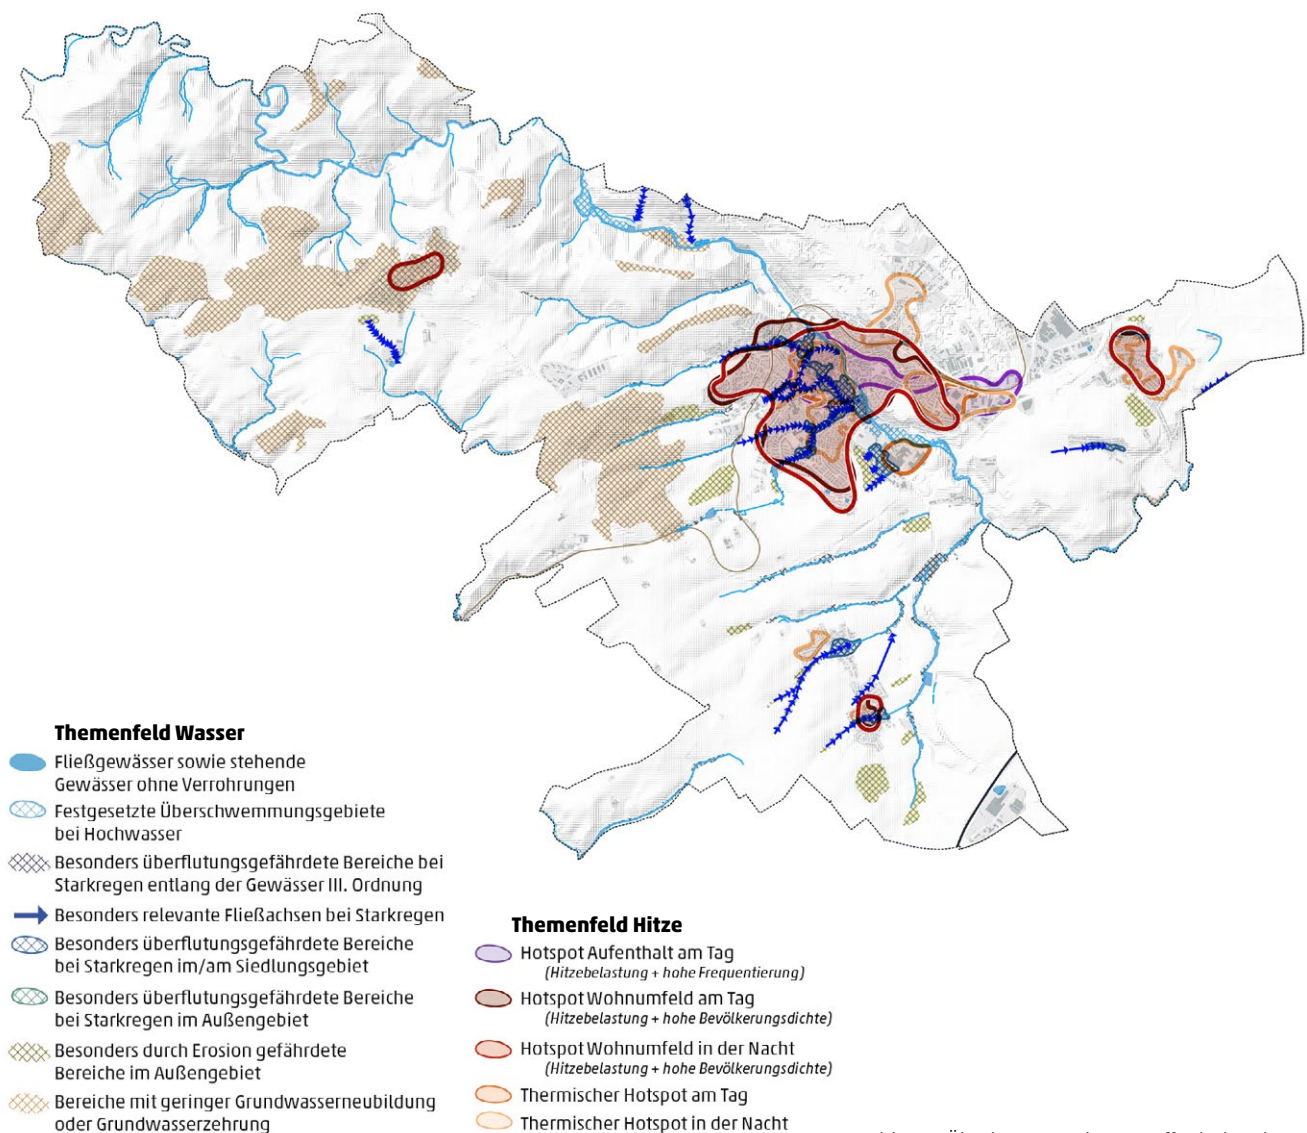 Themenfeld Wasser
Fließgewässer sowie stehende
Gewässer ohne Verrohrungen
Festgesetzte Überschwemmungsgebiete
bei Hochwasser
Besonders überflutungsgefährdete Bereiche bei
Starkregen entlang der Gewässer III. Ordnung
Besonders relevante Fließachsen bei Starkregen
Besonders überflutungsgefährdete Bereiche
bei Starkregen im/am Siedlungsgebiet
Besonders überflutungsgefährdete Bereiche
bei Starkregen im Außengebiet
Besonders durch Erosion gefährdete
Bereiche im Außengebiet
Bereiche mit geringer Grundwasserneubildung
oder Grundwasserzehrung
Themenfeld Hitze
Hotspot Aufenthalt am Tag
(Hitzebelastung + hohe Frequentierung)
Hotspot Wohnumfeld am Tag
(Hitzebelastung + hohe Bevölkerungsdichte)
Hotspot Wohnumfeld in der Nacht
(Hitzebelastung + hohe Bevölkerungsdichte)
Thermischer Hotspot am Tag
Thermischer Hotspot in der Nacht